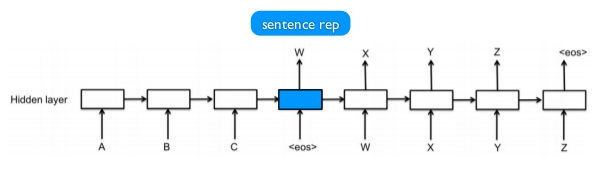 sentence rep
W X Y Z <eos>
Hidden layer
A B C <eos> W X Y Z